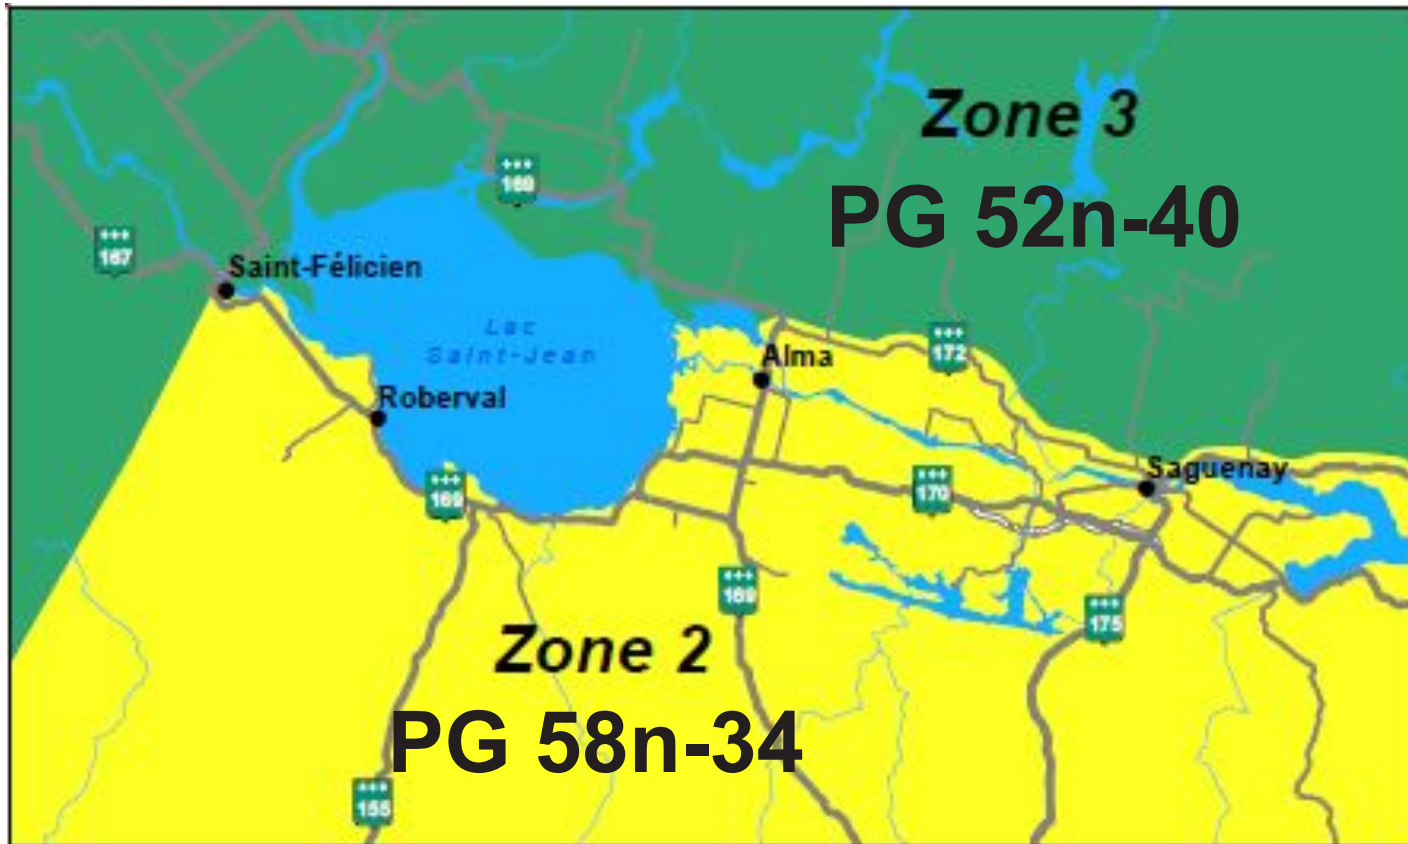 Zone 3
PG 52n-40
169
167
Saint-Félicien
Lac
Saint-Jean
172
Alma
Roberval
169
170
Saguenay
169
175
Zone 2
PG 58n-34
155